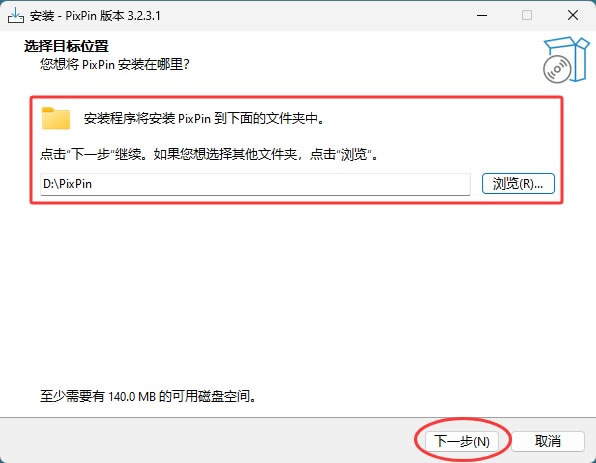 安装 - PixPin 版本 3.2.3.1
选择目标位置
您想将 PixPin 安装在哪里?
安装程序将安装 PixPin 到下面的文件夹中。
点击"下一步"继续。如果您想选择其他文件夹，点击"浏览"。
D:\PixPin
浏览(R)...
至少需要有 140.0 MB 的可用磁盘空间。
下一步(N)
取消